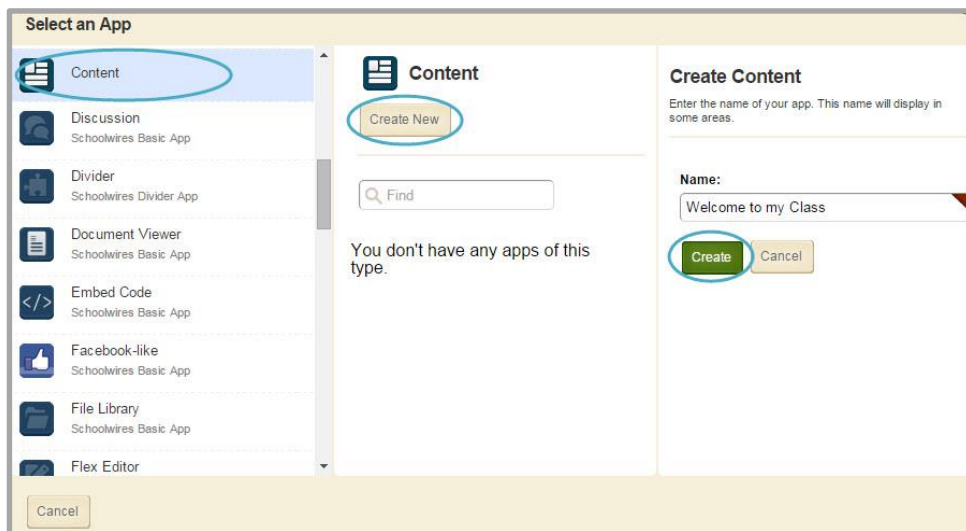 Select an App
Content
Discussion
Schoolwires Basic App
Divider
Schoolwires Divider App
Document Viewer
Schoolwires Basic App
Embed Code
Schoolwires Basic App
Facebook-like
Schoolwires Basic App
File Library
Schoolwires Basic App
Flex Editor
Cancel
Content
Create New
Find
You don't have any apps of this
type.
Create Content
Enter the name of your app. This name will display in
some areas.
Name:
Welcome to my Class
Create
Cancel